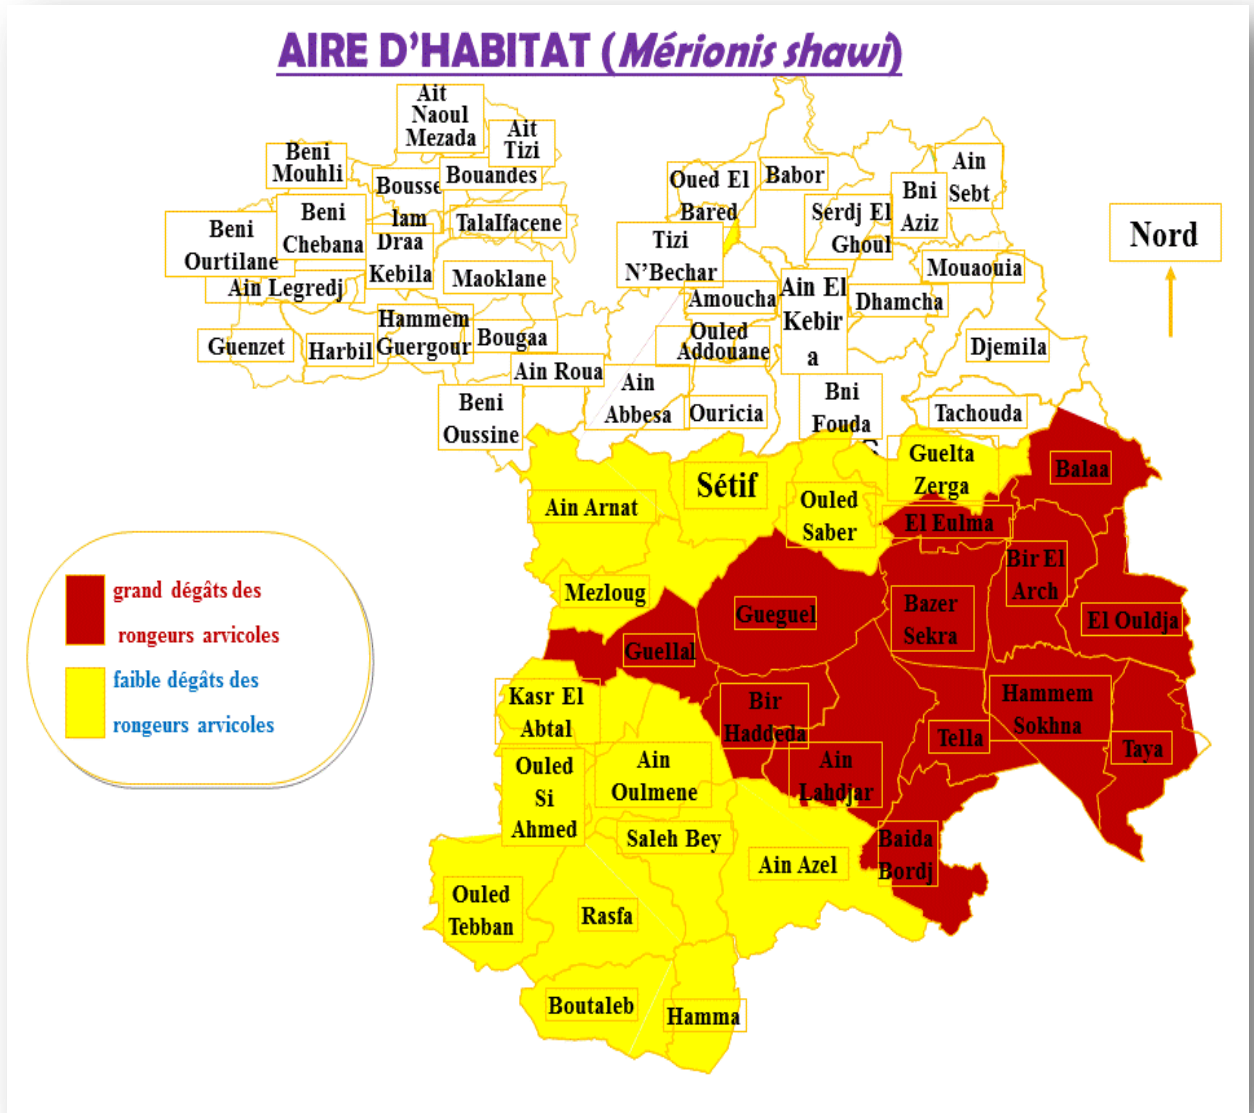 AIRE D’HABITAT (Mérionis shawi)
Ait
Naoul
Mezada
Ait
Tizi
Beni
Mouhli
Bousse
lam
Bouandes
Beni
Ourtilane
Beni
Chebana
Draa
Kebila
TalaIfacene
Ain Legredj
Maoklane
Guenzet
Harbil
Hammem
Guergour
Bougaa
Ain Roua
Beni
Oussine
Oued El
Bared
Babor
Tizi
N’Bechar
Serdj El
Ghoul
Bni
Aziz
Ain
Sebt
Mouaouia
Amoucha
Ain El
Kebir
a
Dhamcha
Ouled
Addouane
Djemila
Ain
Abbesa
Ouricia
Bni
Fouda
Tachouda
Nord
Ain Arnat
Sétif
Ouled
Saber
Guelta
Zerga
Balaa
El Eulma
Mezloug
Bir El
Arch
Gueguel
Bazer
Sekra
El Ouldja
Guellal
Kasr El
Abtal
Bir
Haddeda
Hammem
Sokhna
Tella
Taya
Ouled
Si
Ahmed
Ain
Oulmene
Ain
Lahdjar
Saleh Bey
Ain Azel
Baida
Bordj
Ouled
Tebban
Rasfa
Boutaleb
Hamma
grand dégâts des
rongeurs arvicoles
faible dégâts des
rongeurs arvicoles